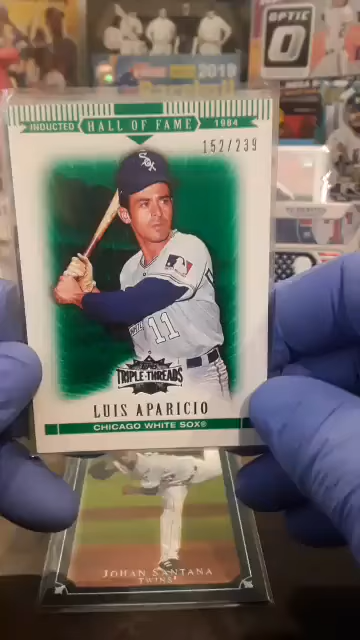 OPTIC
2019
Baseball
INDUCTED HALL OF FAME 1984
152/239
SOX
11
TRIPLE THREADS
LUIS APARICIO
CHICAGO WHITE SOX®
JOHAN SANTANA
TWINS